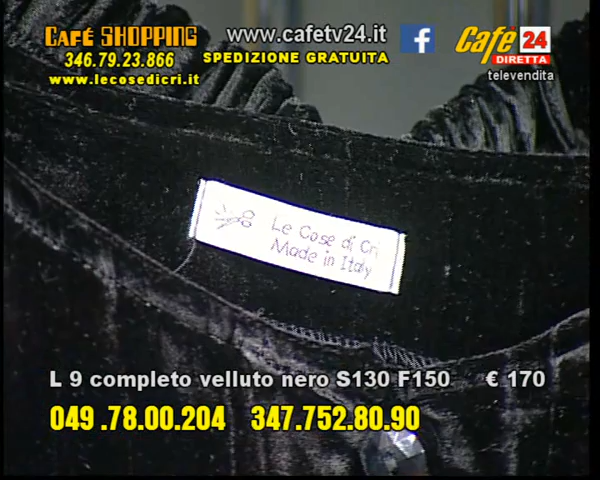 Café SHOPPING
346.79.23.866
www.lecosedicri.it
www.cafetv24.it
SPEDIZIONE GRATUITA
f
Café 24
DIRETTA
televendita
Le Cose di Cri
Made in Italy
L 9 completo velluto nero S130 F150 € 170
049 .78.00.204 347.752.80.90